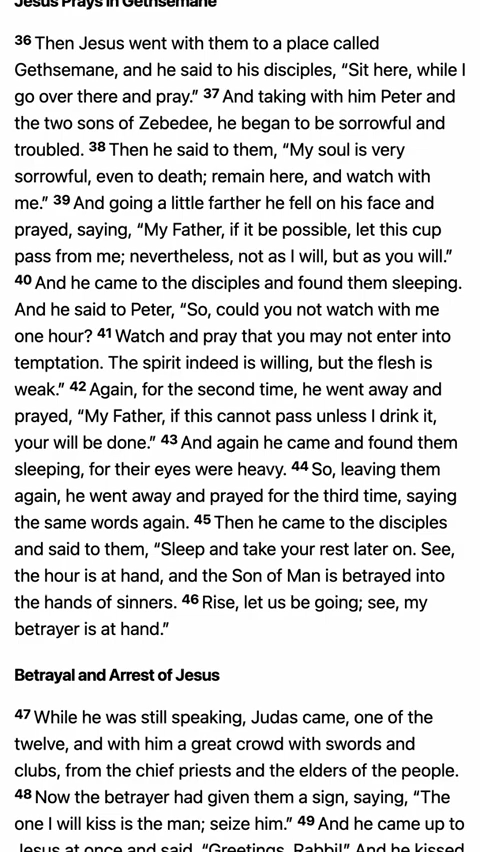 Jesus Prays in Gethsemane
36 Then Jesus went with them to a place called
Gethsemane, and he said to his disciples, “Sit here, while I
go over there and pray.” 37 And taking with him Peter and
the two sons of Zebedee, he began to be sorrowful and
troubled. 38 Then he said to them, “My soul is very
sorrowful, even to death; remain here, and watch with
me.” 39 And going a little farther he fell on his face and
prayed, saying, “My Father, if it be possible, let this cup
pass from me; nevertheless, not as I will, but as you will.”
40 And he came to the disciples and found them sleeping.
And he said to Peter, “So, could you not watch with me
one hour? 41 Watch and pray that you may not enter into
temptation. The spirit indeed is willing, but the flesh is
weak.” 42 Again, for the second time, he went away and
prayed, “My Father, if this cannot pass unless I drink it,
your will be done.” 43 And again he came and found them
sleeping, for their eyes were heavy. 44 So, leaving them
again, he went away and prayed for the third time, saying
the same words again. 45 Then he came to the disciples
and said to them, “Sleep and take your rest later on. See,
the hour is at hand, and the Son of Man is betrayed into
the hands of sinners. 46 Rise, let us be going; see, my
betrayer is at hand.”
Betrayal and Arrest of Jesus
47 While he was still speaking, Judas came, one of the
twelve, and with him a great crowd with swords and
clubs, from the chief priests and the elders of the people.
48 Now the betrayer had given them a sign, saying, “The
one I will kiss is the man; seize him.” 49 And he came up to
Jesus at once and said, “Greetings, Rabbi!” And he kissed